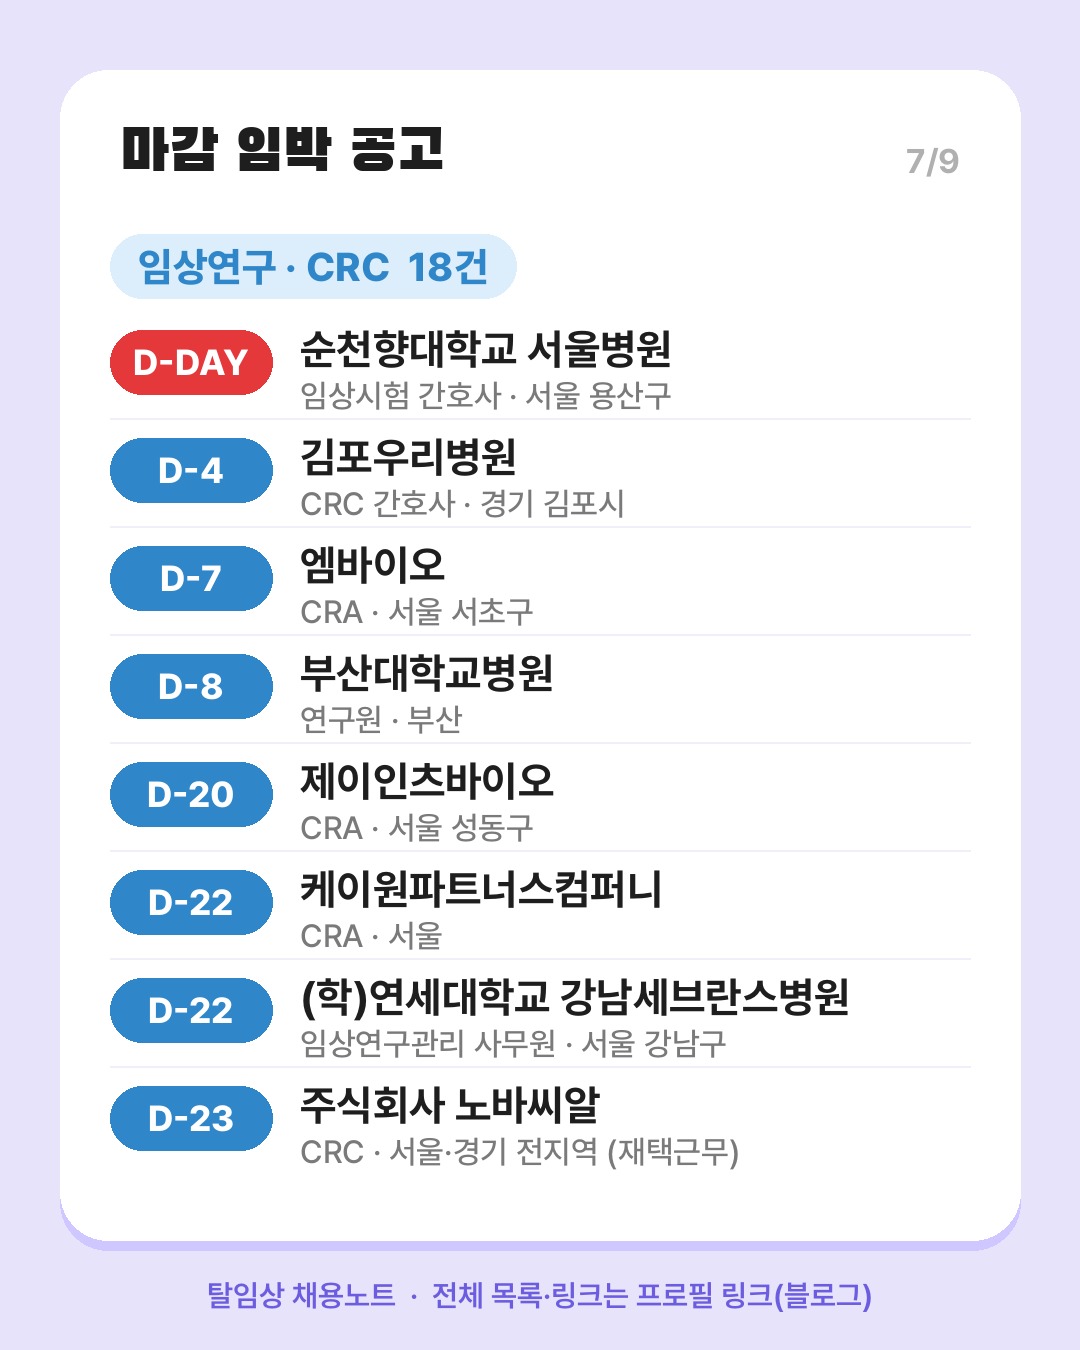 마감 임박 공고
7/9
임상연구 · CRC 18건
D-DAY
순천향대학교 서울병원
임상시험 간호사 · 서울 용산구
D-4
김포우리병원
CRC 간호사 · 경기 김포시
D-7
엠바이오
CRA · 서울 서초구
D-8
부산대학교병원
연구원 · 부산
D-20
제이인츠바이오
CRA · 서울 성동구
D-22
케이원파트너스컴퍼니
CRA · 서울
D-22
(학)연세대학교 강남세브란스병원
임상연구관리 사무원 · 서울 강남구
D-23
주식회사 노바씨알
CRC · 서울·경기 전지역 (재택근무)
탈임상 채용노트 · 전체 목록·링크는 프로필 링크(블로그)